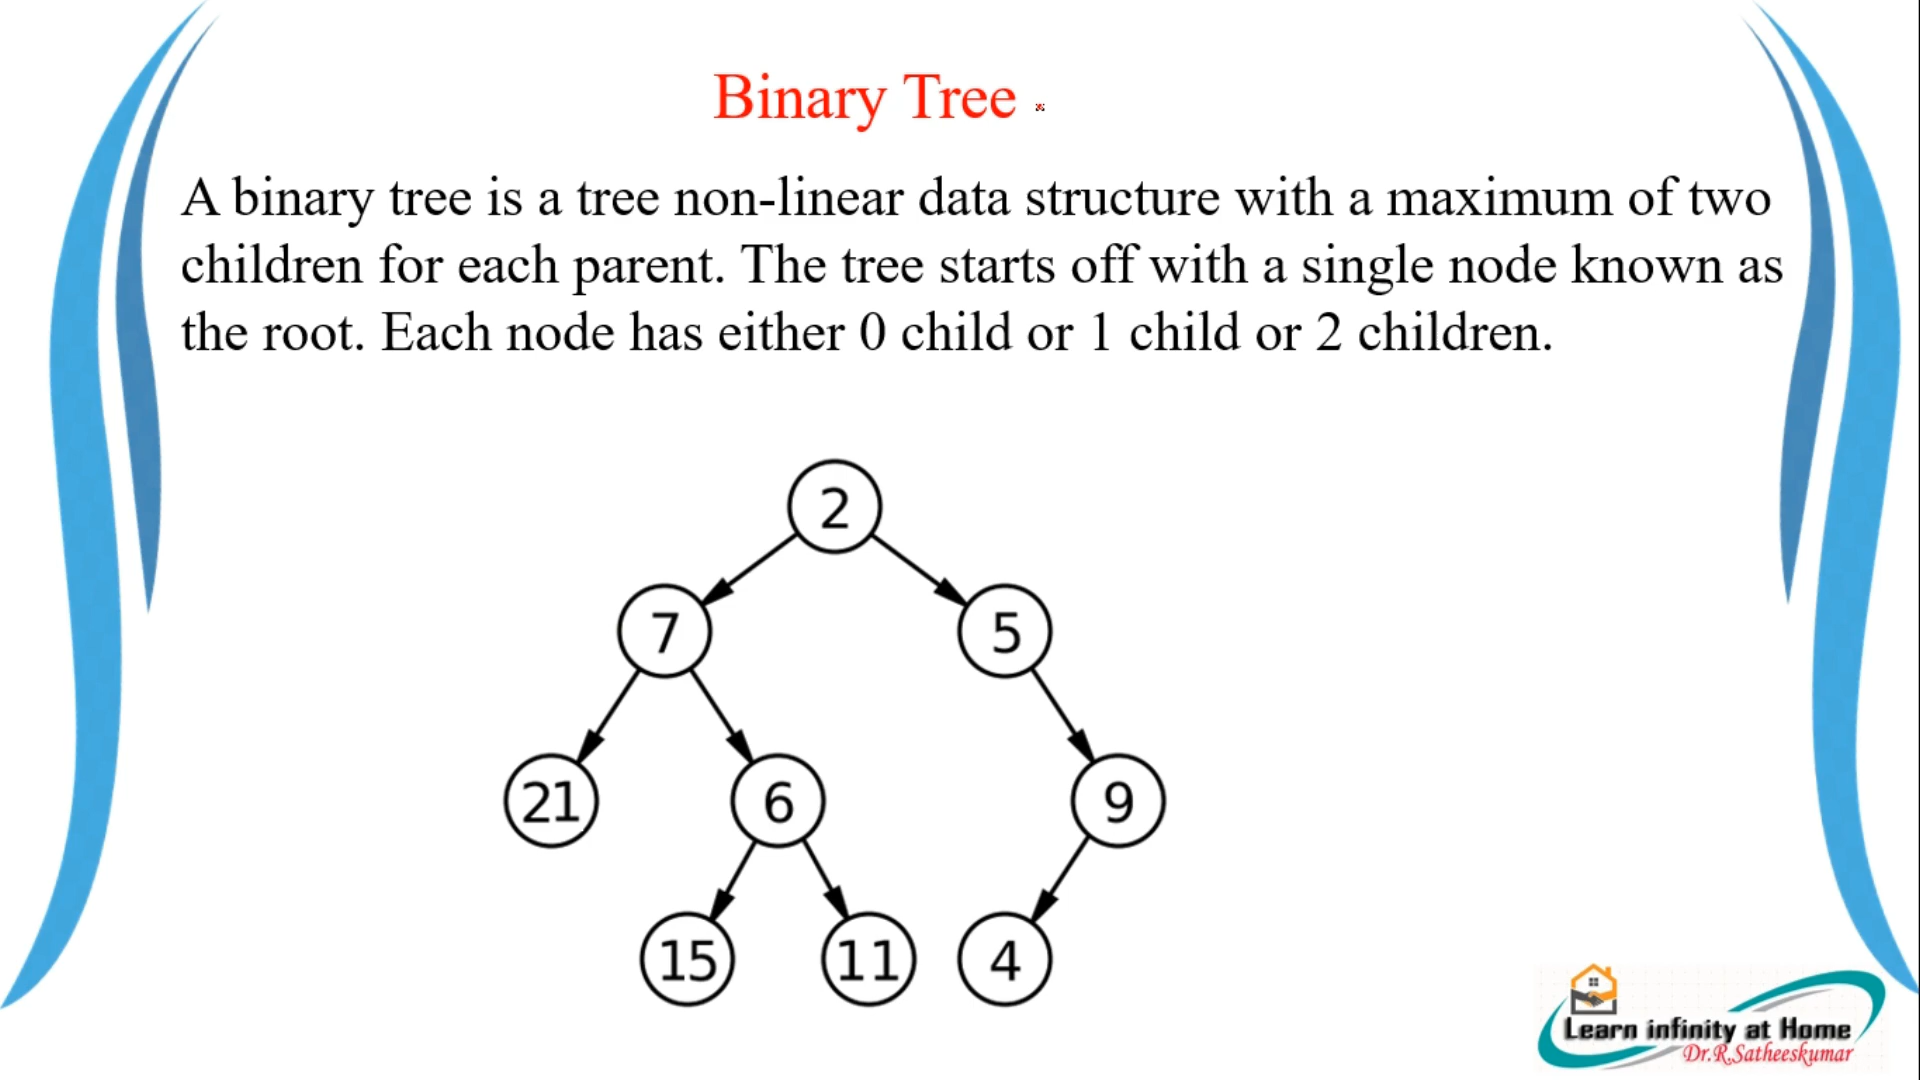 Binary Tree
A binary tree is a tree non-linear data structure with a maximum of two
children for each parent. The tree starts off with a single node known as
the root. Each node has either 0 child or 1 child or 2 children.
2
7 5
21 6 9
15 11 4
Learn infinity at Home
Dr.R.Satheeskumar